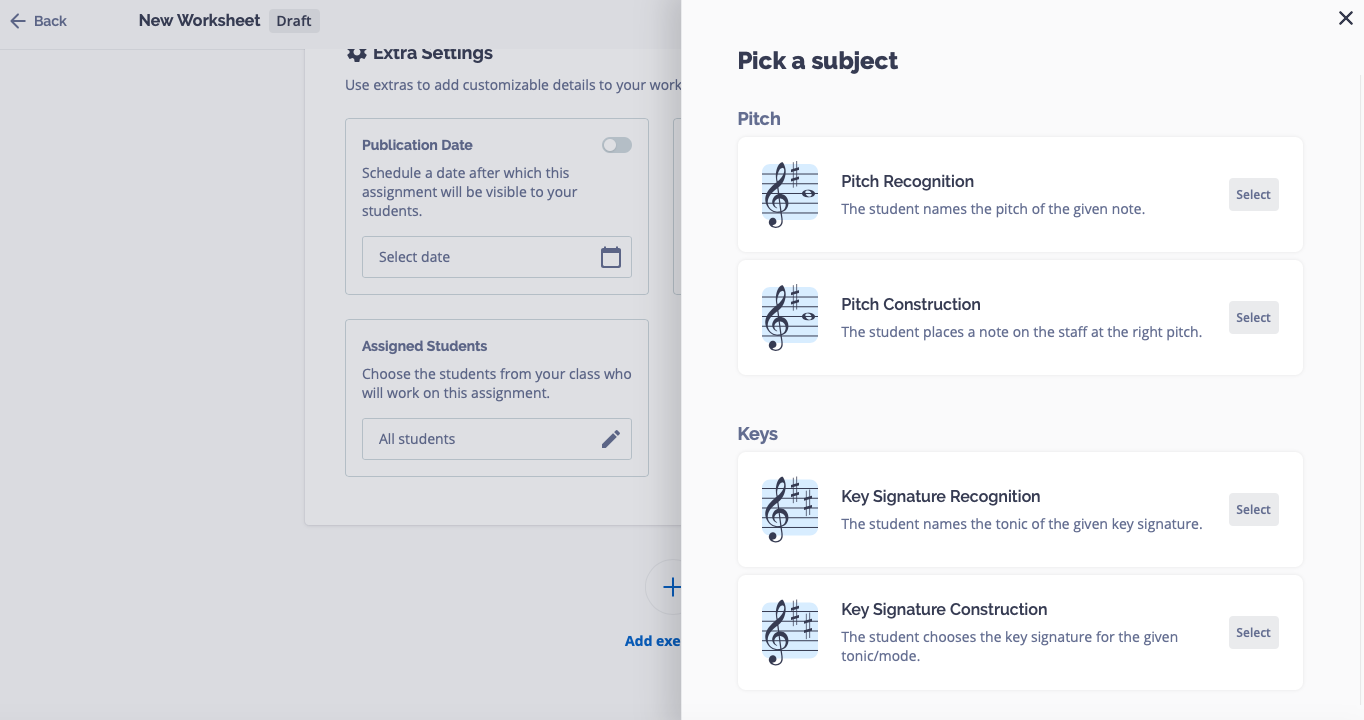 Back
New Worksheet
Draft
Extra Settings
Use extras to add customizable details to your work
Publication Date
Schedule a date after which this
assignment will be visible to your
students.
Select date
Assigned Students
Choose the students from your class who
will work on this assignment.
All students
Add exe
Pick a subject
Pitch
Pitch Recognition
The student names the pitch of the given note.
Select
Pitch Construction
The student places a note on the staff at the right pitch.
Select
Keys
Key Signature Recognition
The student names the tonic of the given key signature.
Select
Key Signature Construction
The student chooses the key signature for the given
tonic/mode.
Select